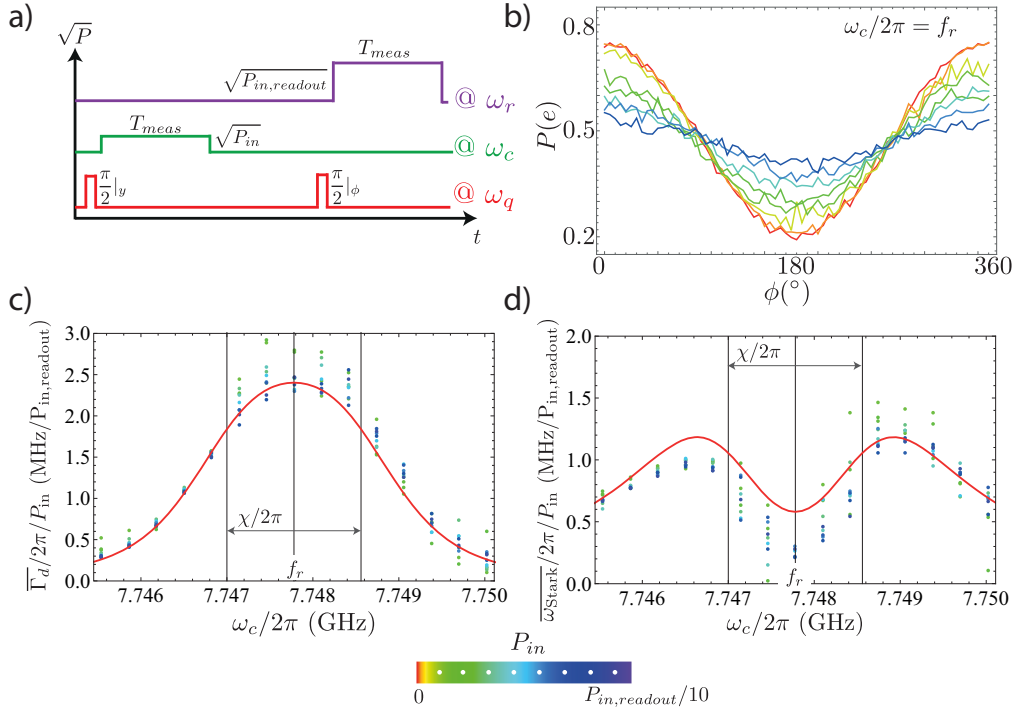 a)
√P
T_meas
√P_in,readout
@ ω_r
T_meas
√P_in
@ ω_c
π/2|_y
π/2|_ϕ
@ ω_q
t
b)
ω_c/2π = f_r
0.8
0.5
0.2
P(e)
0
180
360
ϕ(°)
c)
Γ̅_d/2π/P_in (MHz/P_in,readout)
3.0
2.5
2.0
1.5
1.0
0.5
0.0
χ/2π
f_r
7.746
7.747
7.748
7.749
7.750
ω_c/2π (GHz)
d)
ω_Stark/2π/P_in (MHz/P_in,readout)
2.0
1.5
1.0
0.5
0.0
χ/2π
f_r
7.746
7.747
7.748
7.749
7.750
ω_c/2π (GHz)
P_in
0
P_in,readout/10